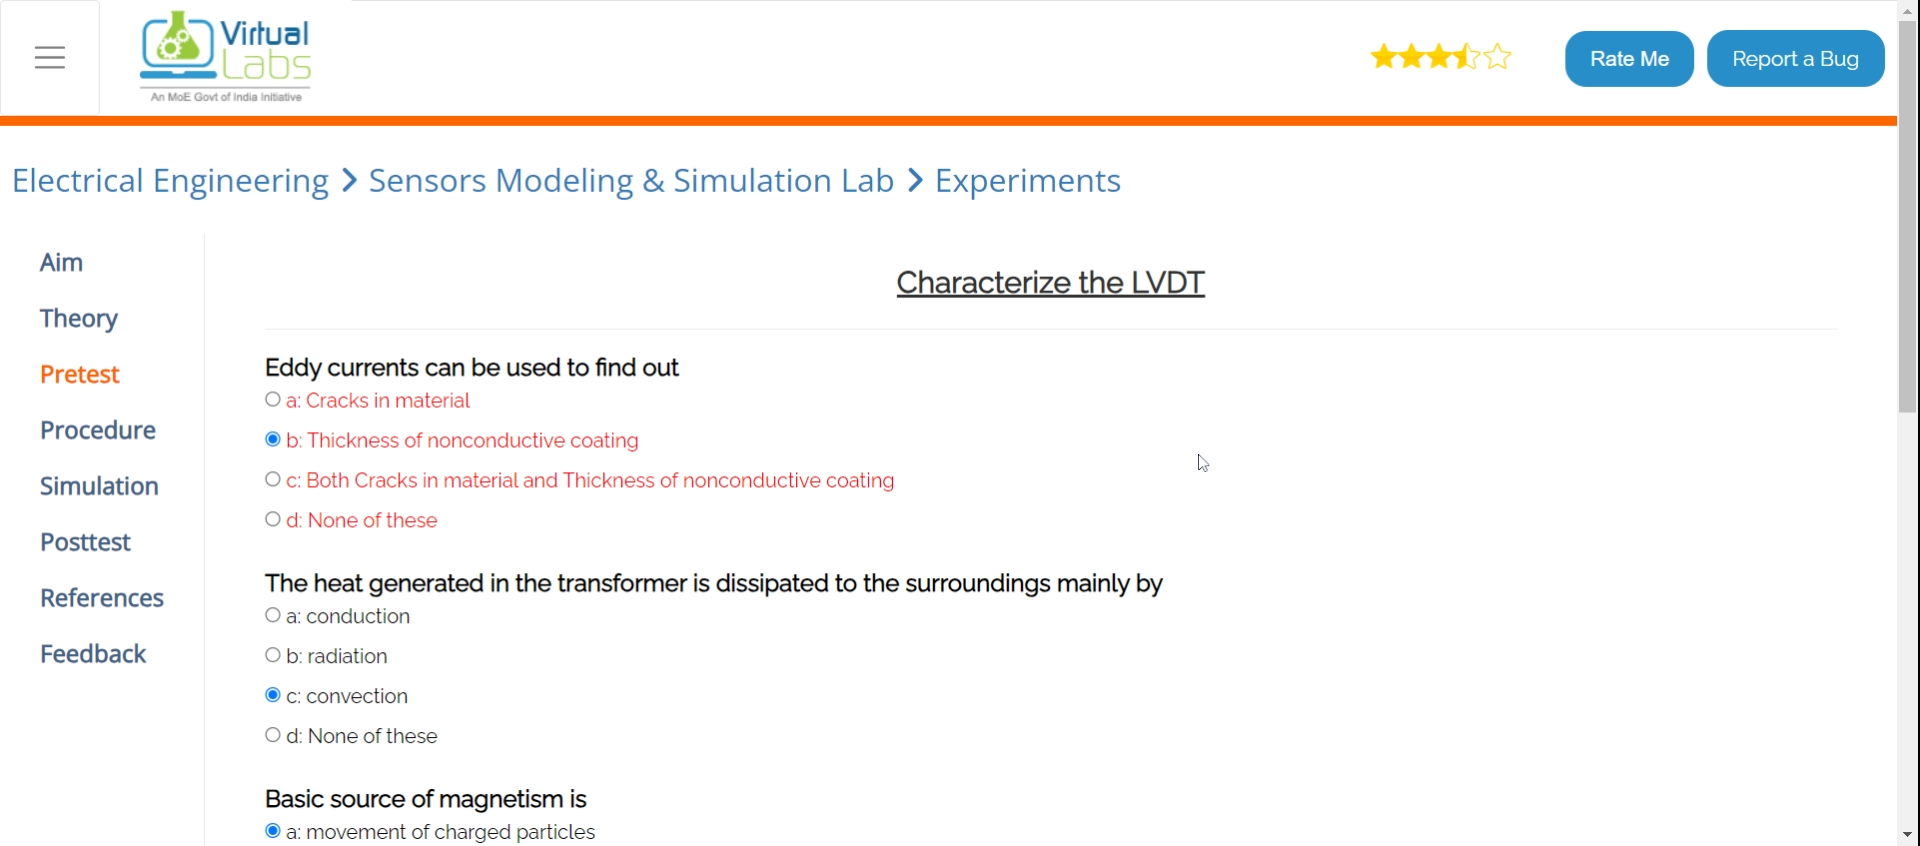 Virtual
Labs
An MoE Govt of India Initiative
Rate Me
Report a Bug
Electrical Engineering > Sensors Modeling & Simulation Lab > Experiments
Aim
Theory
Pretest
Procedure
Simulation
Posttest
References
Feedback
Characterize the LVDT
Eddy currents can be used to find out
a: Cracks in material
b: Thickness of nonconductive coating
c: Both Cracks in material and Thickness of nonconductive coating
d: None of these
The heat generated in the transformer is dissipated to the surroundings mainly by
a: conduction
b: radiation
c: convection
d: None of these
Basic source of magnetism is
a: movement of charged particles